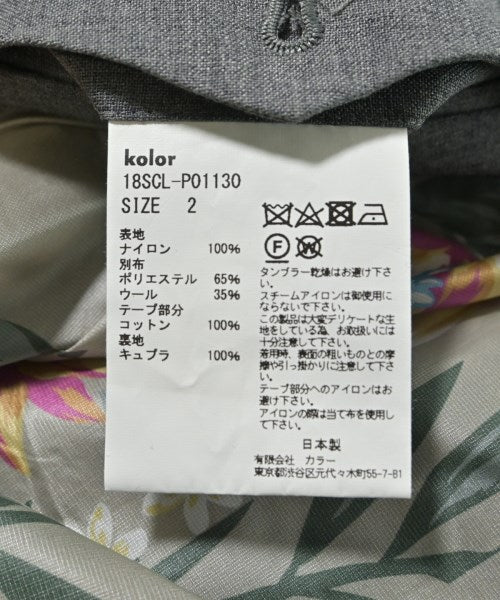 kolor
18SCL-P01130
SIZE 2
表地
ナイロン 100%
別布
ポリエステル 65%
ウール 35%
テープ部分
コットン 100%
裏地
キュプラ 100%
F W
タンブラー乾燥はお避け下さ
い。
スチームアイロンは御使用に
ならないで下さい。
この製品は大変デリケートな生
地をしている為、お取扱いには
十分注意して下さい。
着用時、表面の粗いものとの摩
擦や引っ掛かりに注意して下さ
い。
テープ部分へのアイロンはお
避け下さい。
アイロンの際は当て布を使用し
て下さい。
日本製
有限会社 カラー
東京都渋谷区元代々木町55-7-B1